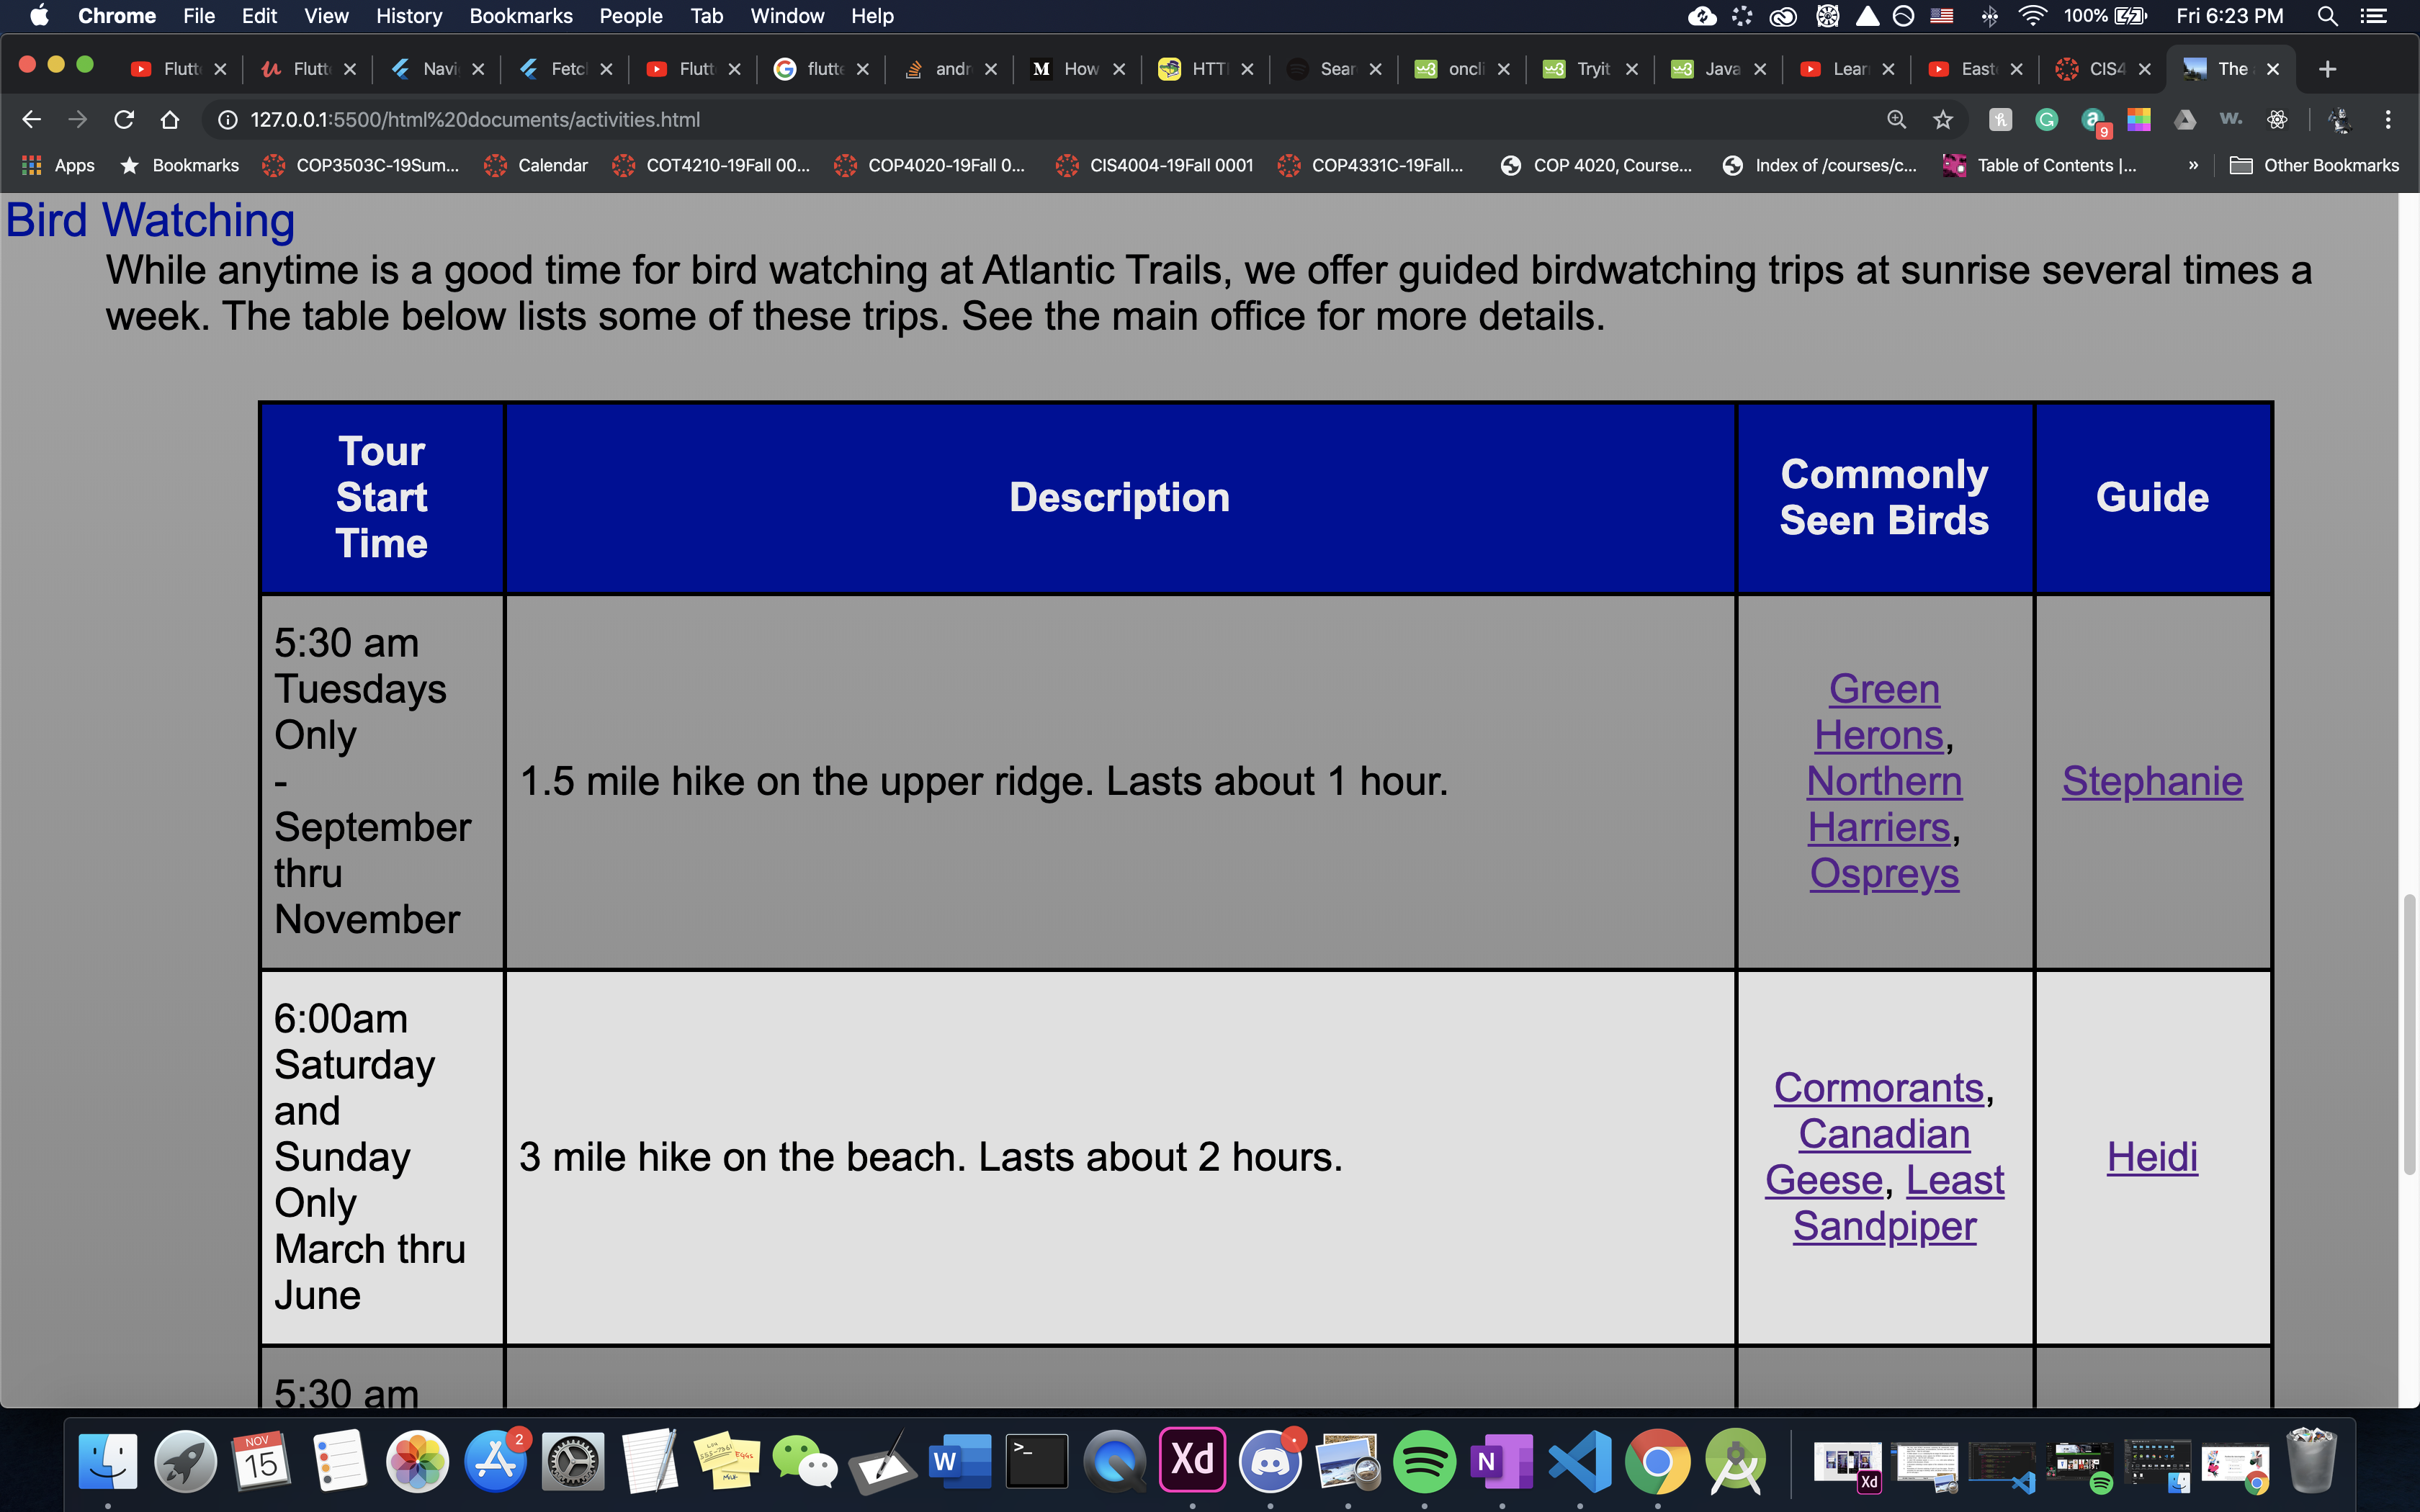 Chrome File Edit View History Bookmarks People Tab Window Help 100% Fri 6:23 PM
Flutt Flutt Navi Fetc Flutt flutte andr How HTTI Sear oncli Tryit Java Lear East CIS4 The
127.0.0.1:5500/html%20documents/activities.html 9
Apps Bookmarks COP3503C-19Sum... Calendar COT4210-19Fall 00... COP4020-19Fall 0... CIS4004-19Fall 0001 COP4331C-19Fall... COP 4020, Course... Index of /courses/c... Table of Contents |... » Other Bookmarks
Bird Watching
While anytime is a good time for bird watching at Atlantic Trails, we offer guided birdwatching trips at sunrise several times a
week. The table below lists some of these trips. See the main office for more details.
Tour
Start
Time
Description
Commonly
Seen Birds
Guide
5:30 am
Tuesdays
Only
-
September
thru
November
1.5 mile hike on the upper ridge. Lasts about 1 hour.
Green
Herons,
Northern
Harriers,
Ospreys
Stephanie
6:00am
Saturday
and
Sunday
Only
March thru
June
3 mile hike on the beach. Lasts about 2 hours.
Cormorants,
Canadian
Geese, Least
Sandpiper
Heidi
5:30 am
NOV
15
2
W
>_
Xd
N
Xd